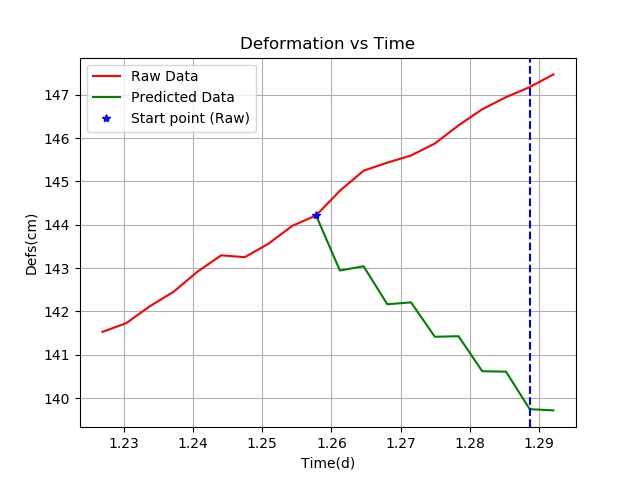 Deformation vs Time
Raw Data
Predicted Data
Start point (Raw)
Defs(cm)
147
146
145
144
143
142
141
140
1.23 1.24 1.25 1.26 1.27 1.28 1.29
Time(d)